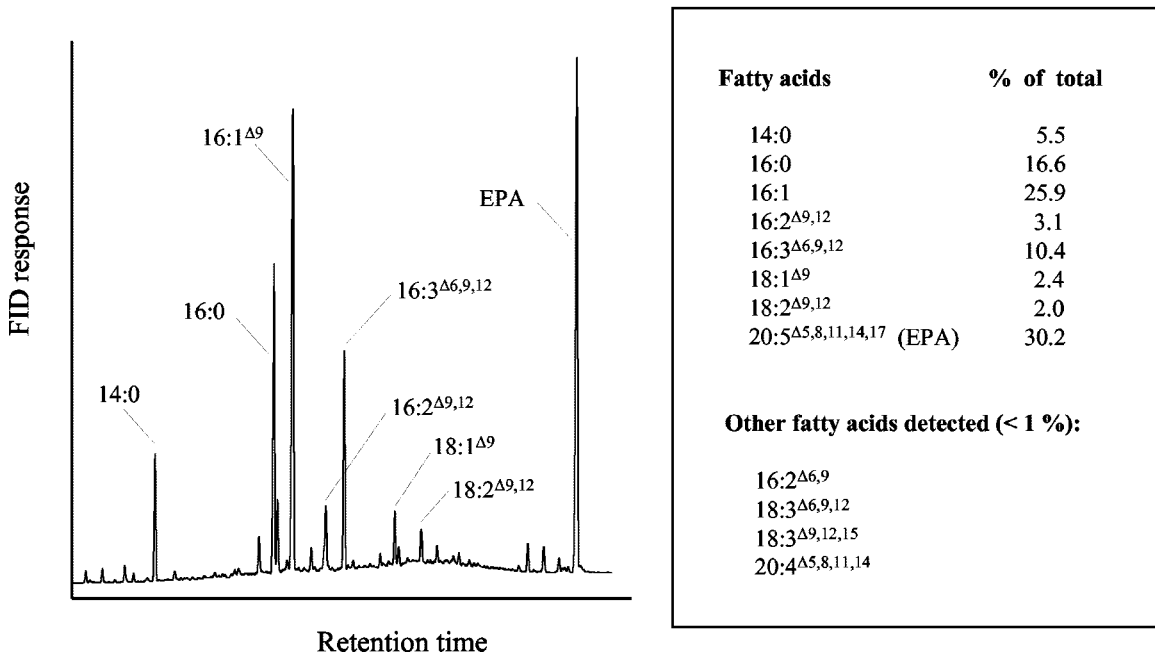 FID response
14:0
16:0
16:1Δ9
16:3Δ6,9,12
16:2Δ9,12
18:1Δ9
18:2Δ9,12
EPA
Retention time
Fatty acids % of total
14:0 5.5
16:0 16.6
16:1 25.9
16:2Δ9,12 3.1
16:3Δ6,9,12 10.4
18:1Δ9 2.4
18:2Δ9,12 2.0
20:5Δ5,8,11,14,17 (EPA) 30.2
Other fatty acids detected (< 1 %):
16:2Δ6,9
18:3Δ6,9,12
18:3Δ9,12,15
20:4Δ5,8,11,14